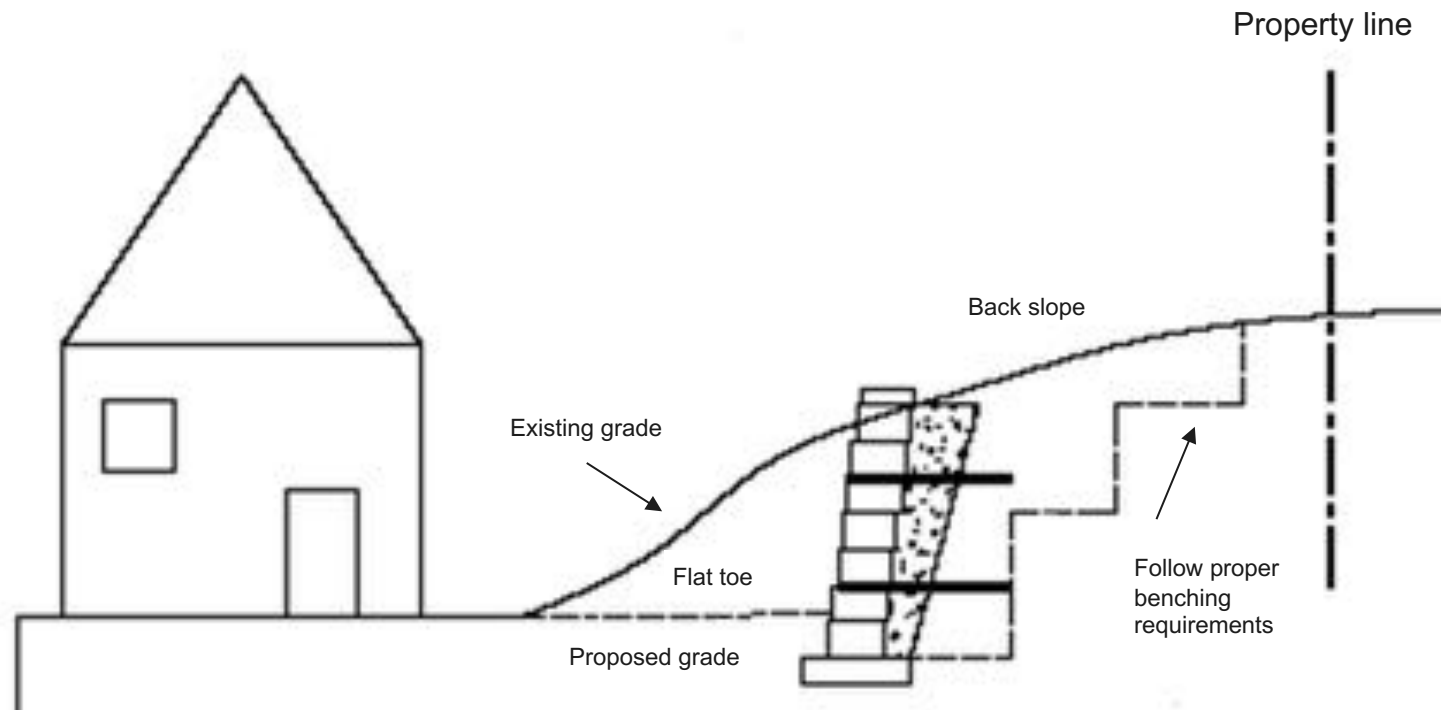 Property line
Back slope
Existing grade
Flat toe
Follow proper
benching
requirements
Proposed grade